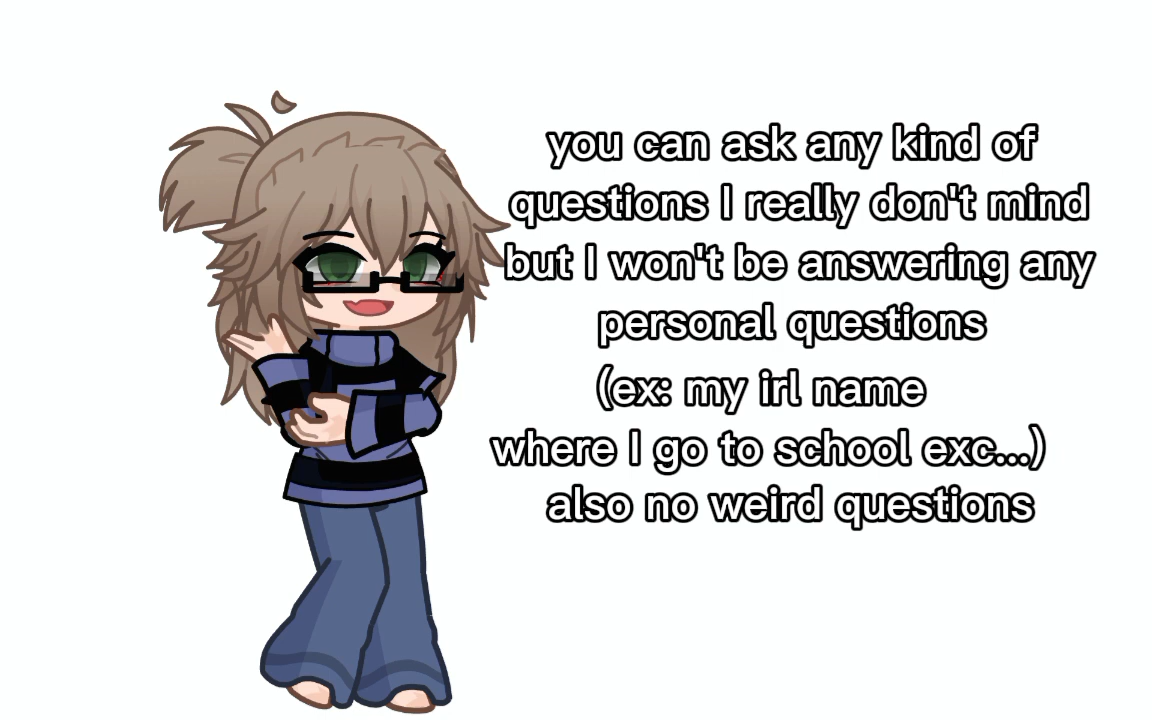 you can ask any kind of
questions I really don't mind
but I won't be answering any
personal questions
(ex: my irl name
where I go to school exc...)
also no weird questions